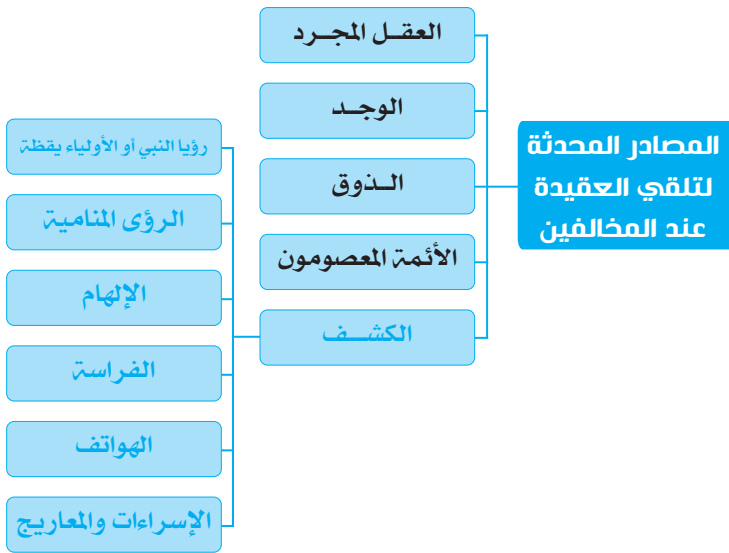 المصادر المحدثة
لتلقي العقيدة
عند المخالفين
العقل المجرد
الوجد
الذوق
الأئمة المعصومون
الكشف
رؤيا النبي أو الأولياء يقظة
الرؤى المنامية
الإلهام
الفراسة
الهواتف
الإسراءات والمعاريج